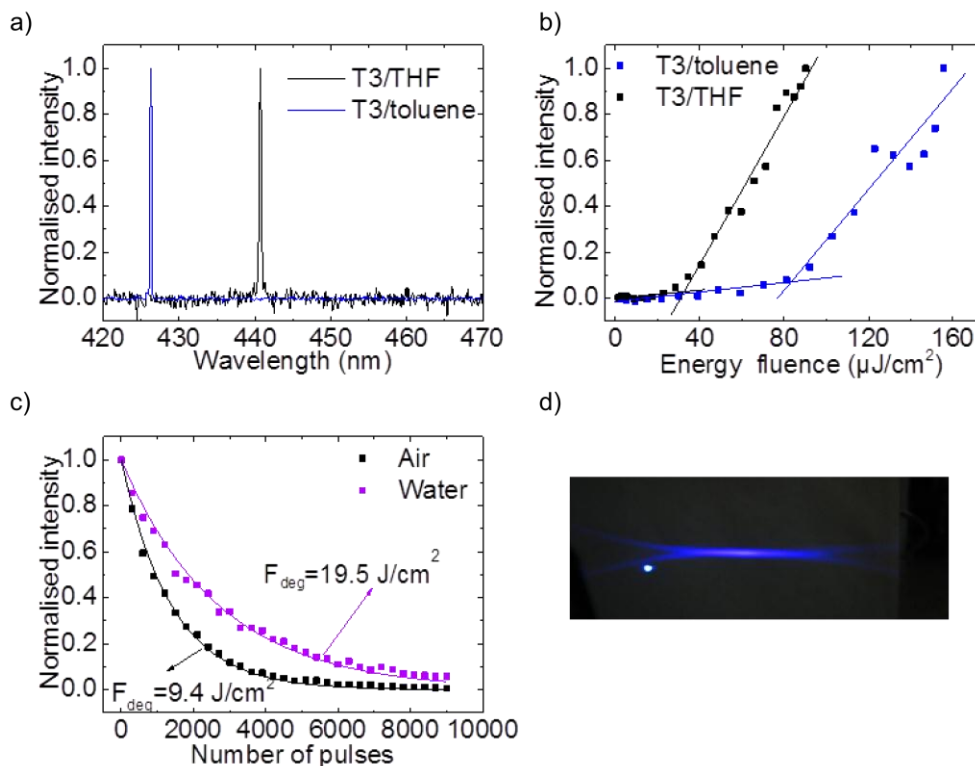 a)
Normalised intensity
1.0
0.8
0.6
0.4
0.2
0.0
T3/THF
T3/toluene
420 430 440 450 460 470
Wavelength (nm)
b)
Normalised intensity
1.0
0.8
0.6
0.4
0.2
0.0
T3/toluene
T3/THF
0 40 80 120 160
Energy fluence (µJ/cm²)
c)
Normalised intensity
1.0
0.8
0.6
0.4
0.2
0.0
Air
Water
F_deg=19.5 J/cm²
F_deg=9.4 J/cm²
0 2000 4000 6000 8000 10000
Number of pulses
d)